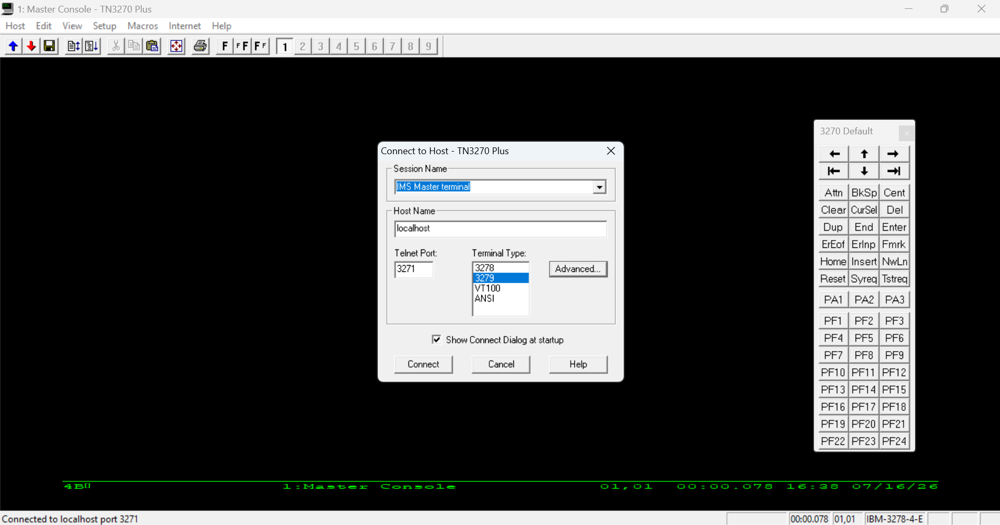 1: Master Console - TN3270 Plus
Host Edit View Setup Macros Internet Help
F F F F F 1 2 3 4 5 6 7 8 9
3270 Default
Attn BkSp Cent
Clear CurSel Del
Dup End Enter
ErEof ErInp Fmrk
Home Insert NwLn
Reset Sysreq Tstreq
PA1 PA2 PA3
PF1 PF2 PF3
PF4 PF5 PF6
PF7 PF8 PF9
PF10 PF11 PF12
PF13 PF14 PF15
PF16 PF17 PF18
PF19 PF20 PF21
PF22 PF23 PF24
Connect to Host - TN3270 Plus
Session Name
IMS Master terminal
Host Name
localhost
Telnet Port: Terminal Type:
3271
3278
3279
VT100
ANSI
Advanced...
Show Connect Dialog at startup
Connect Cancel Help
4B 1:Master Console 01,01 00:00.078 16:38 07/16/26
Connected to localhost port 3271 00:00.078 01,01 IBM-3278-4-E